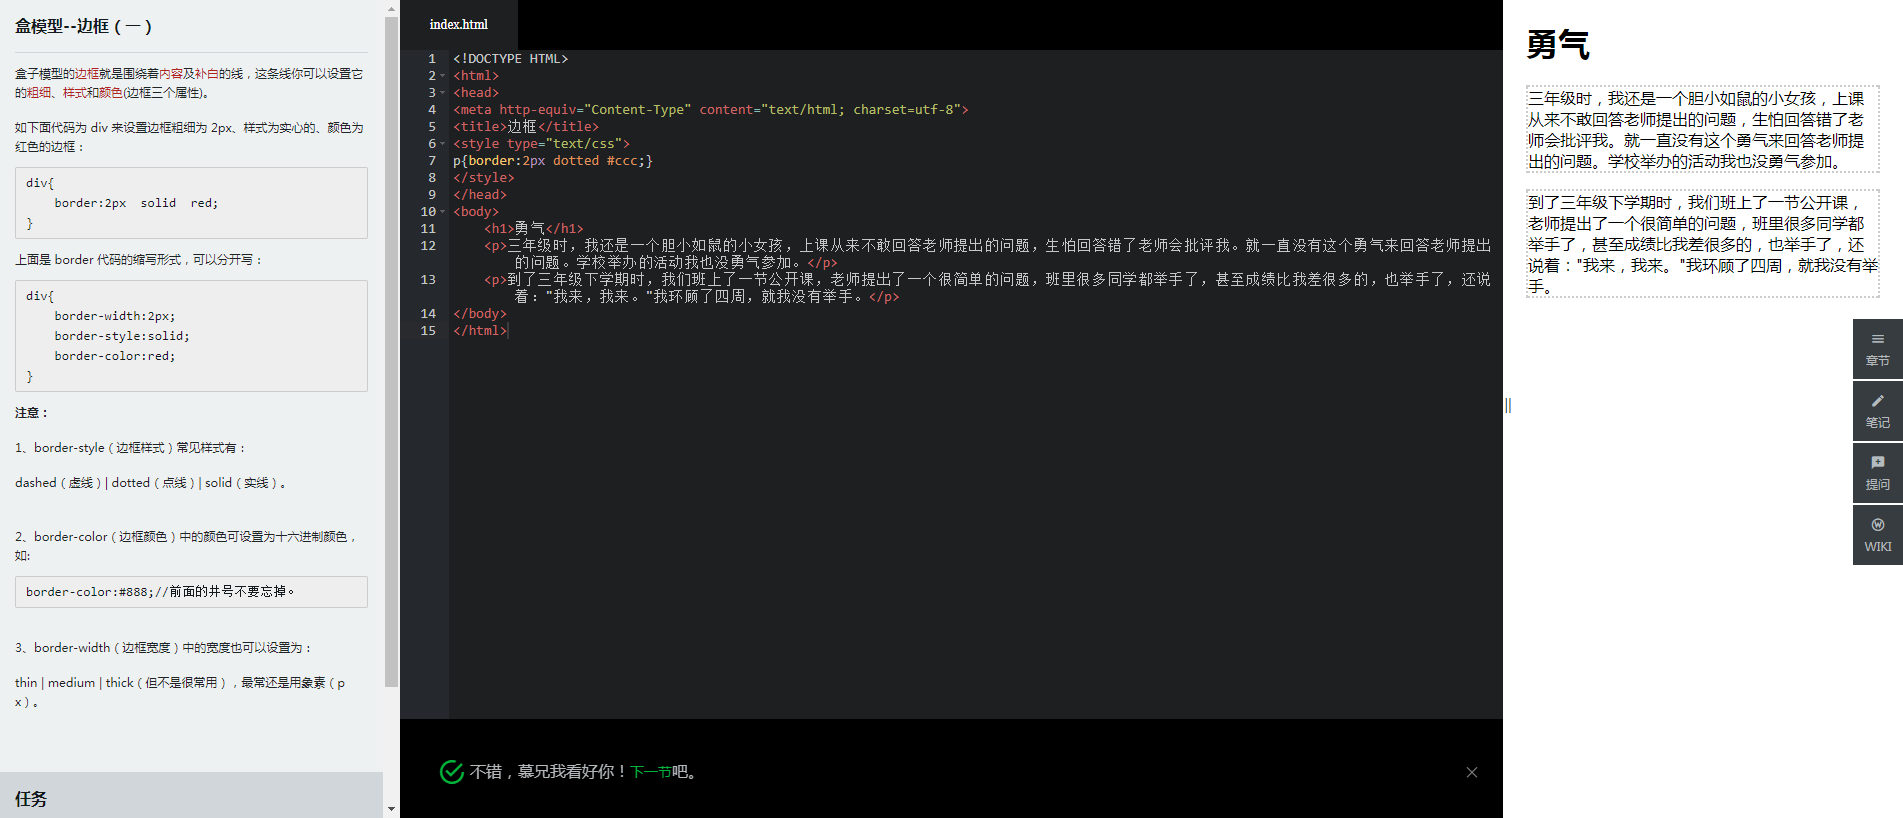 盒模型--边框（一）
盒子模型的边框就是围绕着内容及补白的线，这条线你可以设置它
的粗细、样式和颜色(边框三个属性)。
如下面代码为 div 来设置边框粗细为 2px、样式为实心的、颜色为
红色的边框：
div{
border:2px  solid  red;
}
上面是 border 代码的缩写形式，可以分开写：
div{
border-width:2px;
border-style:solid;
border-color:red;
}
注意：
1、border-style（边框样式）常见样式有：
dashed（虚线）| dotted（点线）| solid（实线）。
2、border-color（边框颜色）中的颜色可设置为十六进制颜色，
如:
border-color:#888;//前面的井号不要忘掉。
3、border-width（边框宽度）中的宽度也可以设置为：
thin | medium | thick（但不是很常用），最常还是用象素（p
x）。
任务
index.html
1 <!DOCTYPE HTML>
2 <html>
3 <head>
4 <meta http-equiv="Content-Type" content="text/html; charset=utf-8">
5 <title>边框</title>
6 <style type="text/css">
7 p{border:2px dotted #ccc;}
8 </style>
9 </head>
10 <body>
11 <h1>勇气</h1>
12 <p>三年级时，我还是一个胆小如鼠的小女孩，上课从来不敢回答老师提出的问题，生怕回答错了老师会批评我。就一直没有这个勇气来回答老师提出
的问题。学校举办的活动我也没勇气参加。</p>
13 <p>到了三年级下学期时，我们班上了一节公开课，老师提出了一个很简单的问题，班里很多同学都举手了，甚至成绩比我差很多的，也举手了，还说
着："我来，我来。"我环顾了四周，就我没有举手。</p>
14 </body>
15 </html>
不错，慕兄我看好你！下一节吧。
勇气
三年级时，我还是一个胆小如鼠的小女孩，上课
从来不敢回答老师提出的问题，生怕回答错了老
师会批评我。就一直没有这个勇气来回答老师提
出的问题。学校举办的活动我也没勇气参加。
到了三年级下学期时，我们班上了一节公开课，
老师提出了一个很简单的问题，班里很多同学都
举手了，甚至成绩比我差很多的，也举手了，还
说着："我来，我来。"我环顾了四周，就我没有举
手。
章节
笔记
提问
WIKI